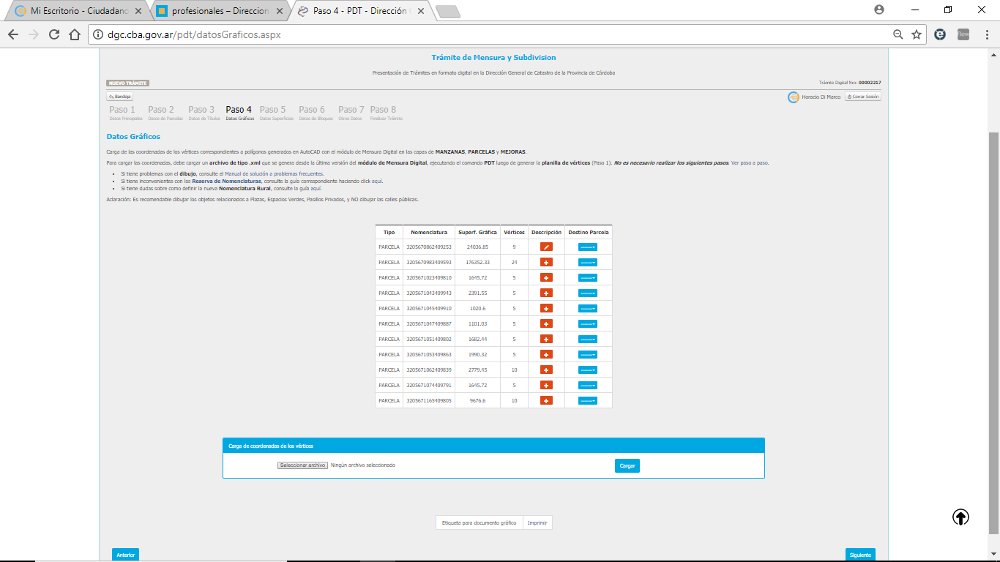 Mi Escritorio - Ciudadano
profesionales – Direccion
Paso 4 - PDT - Dirección
dgc.cba.gov.ar/pdt/datosGraficos.aspx
Trámite de Mensura y Subdivision
Presentación de Trámites en formato digital en la Dirección General de Catastro de la Provincia de Córdoba
NUEVO TRÁMITE
Trámite Digital Nro: 00002217
Bandeja
Horacio Di Marco
Cerrar Sesión
Paso 1 Paso 2 Paso 3 Paso 4 Paso 5 Paso 6 Paso 7 Paso 8
Datos Principales Datos de Parcelas Datos de Títulos Datos Gráficos Datos Superficies Datos de Bloques Otros Datos Finalizar Trámite
Datos Gráficos
Carga de las coordenadas de los vértices correspondientes a polígonos generados en AutoCAD con el módulo de Mensura Digital en las capas de MANZANAS, PARCELAS y MEJORAS.
Para cargar las coordenadas, debe cargar un archivo de tipo .xml que se genera desde la última versión del módulo de Mensura Digital, ejecutando el comando PDT luego de generar la planilla de vértices (Paso 1). No es necesario realizar los siguientes pasos. Ver paso a paso.
Si tiene problemas con el dibujo, consulte el Manual de solución a problemas frecuentes.
Si tiene inconvenientes con las Reserva de Nomenclaturas, consulte la guía correspondiente haciendo click aquí.
Si tiene dudas sobre como definir la nueva Nomenclatura Rural, consulte la guía aquí.
Aclaración: Es recomendable dibujar los objetos relacionados a Plazas, Espacios Verdes, Pasillos Privados, y NO dibujar las calles públicas.
Tipo Nomenclatura Superf. Gráfica Vértices Descripción Destino Parcela
PARCELA 3205670862409253 24036.85 9
PARCELA 3205670983409593 176352.33 24
PARCELA 3205671023409810 1645.72 5
PARCELA 3205671043409943 2391.55 5
PARCELA 3205671045409910 1020.6 5
PARCELA 3205671047409887 1101.03 5
PARCELA 3205671051409802 1682.44 5
PARCELA 3205671053409863 1990.32 5
PARCELA 3205671062409839 2779.45 10
PARCELA 3205671074409791 1645.72 5
PARCELA 3205671165409805 9676.6 10
Carga de coordenadas de los vértices
Seleccionar archivo Ningún archivo seleccionado
Cargar
Etiqueta para documento gráfico Imprimir
Anterior
Siguiente